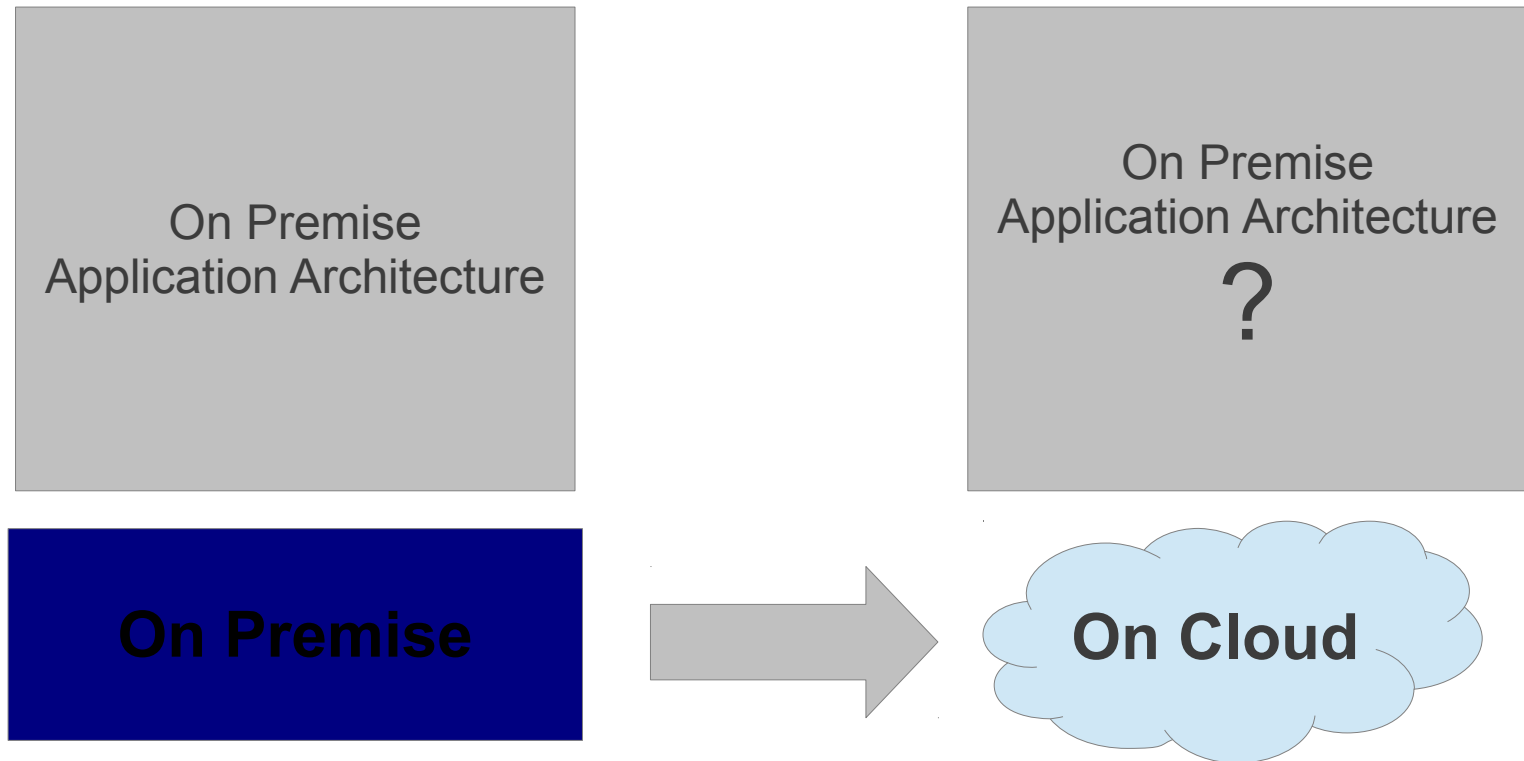 On Premise
Application Architecture
On Premise
Application Architecture
?
On Premise
On Cloud